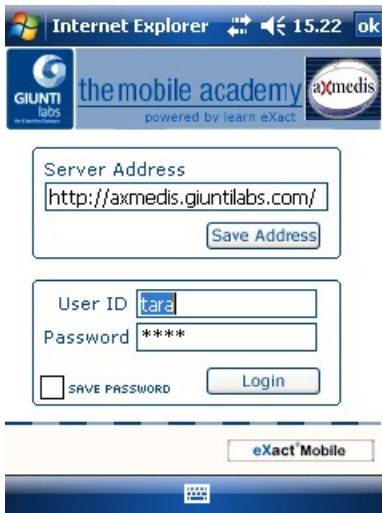 Internet Explorer 15.22 ok
GIUNTI
labs
the mobile academy
powered by learn eXact
axmedis
Server Address
http://axmedis.giuntilabs.com/
Save Address
User ID tara
Password ****
SAVE PASSWORD
Login
eXact Mobile